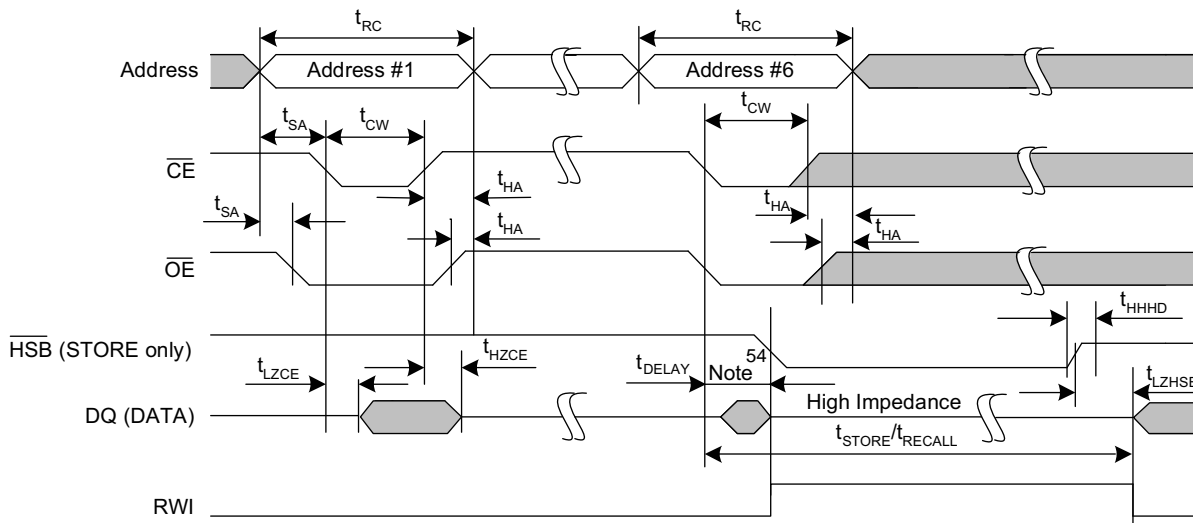 tRC tRC
Address Address #1 Address #6
tCW
tSA tCW
CE
tHA
tSA tHA
tHA tHA
OE
tHHHD
HSB (STORE only)
tLZCE tHZCE tDELAY Note 54 tLZHSB
DQ (DATA) High Impedance
tSTORE/tRECALL
RWI